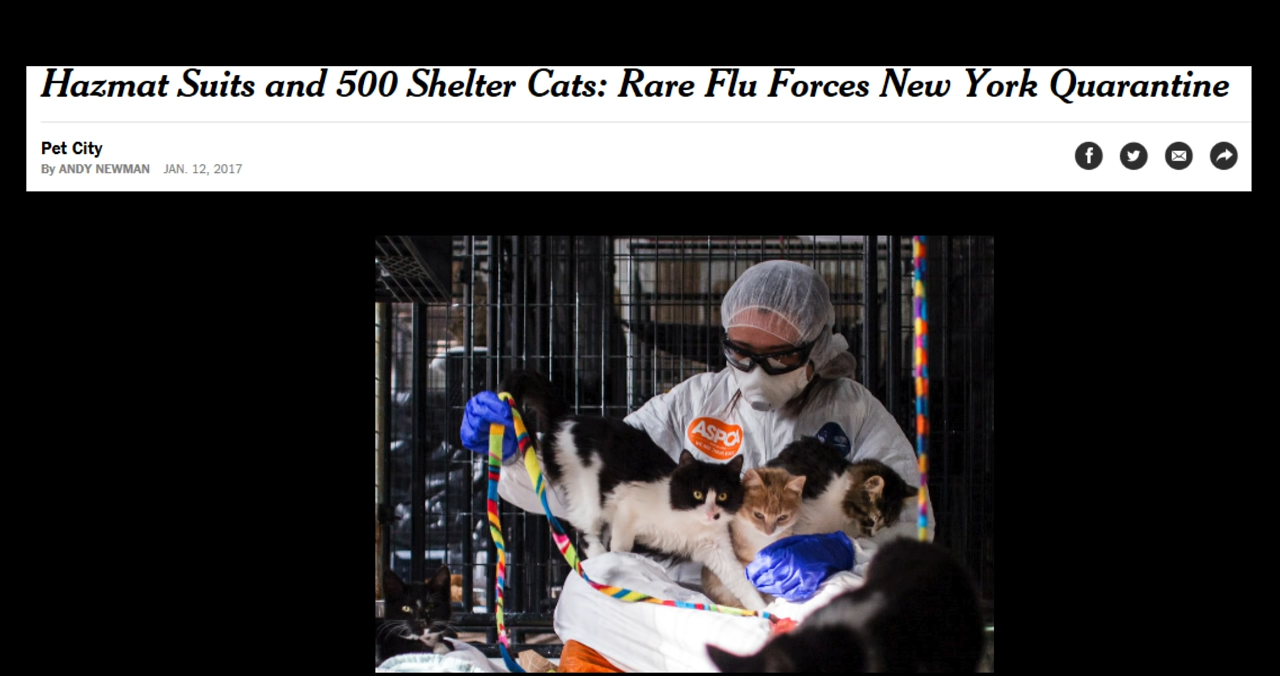 Hazmat Suits and 500 Shelter Cats: Rare Flu Forces New York Quarantine
Pet City
By ANDY NEWMAN JAN. 12, 2017
ASPCA